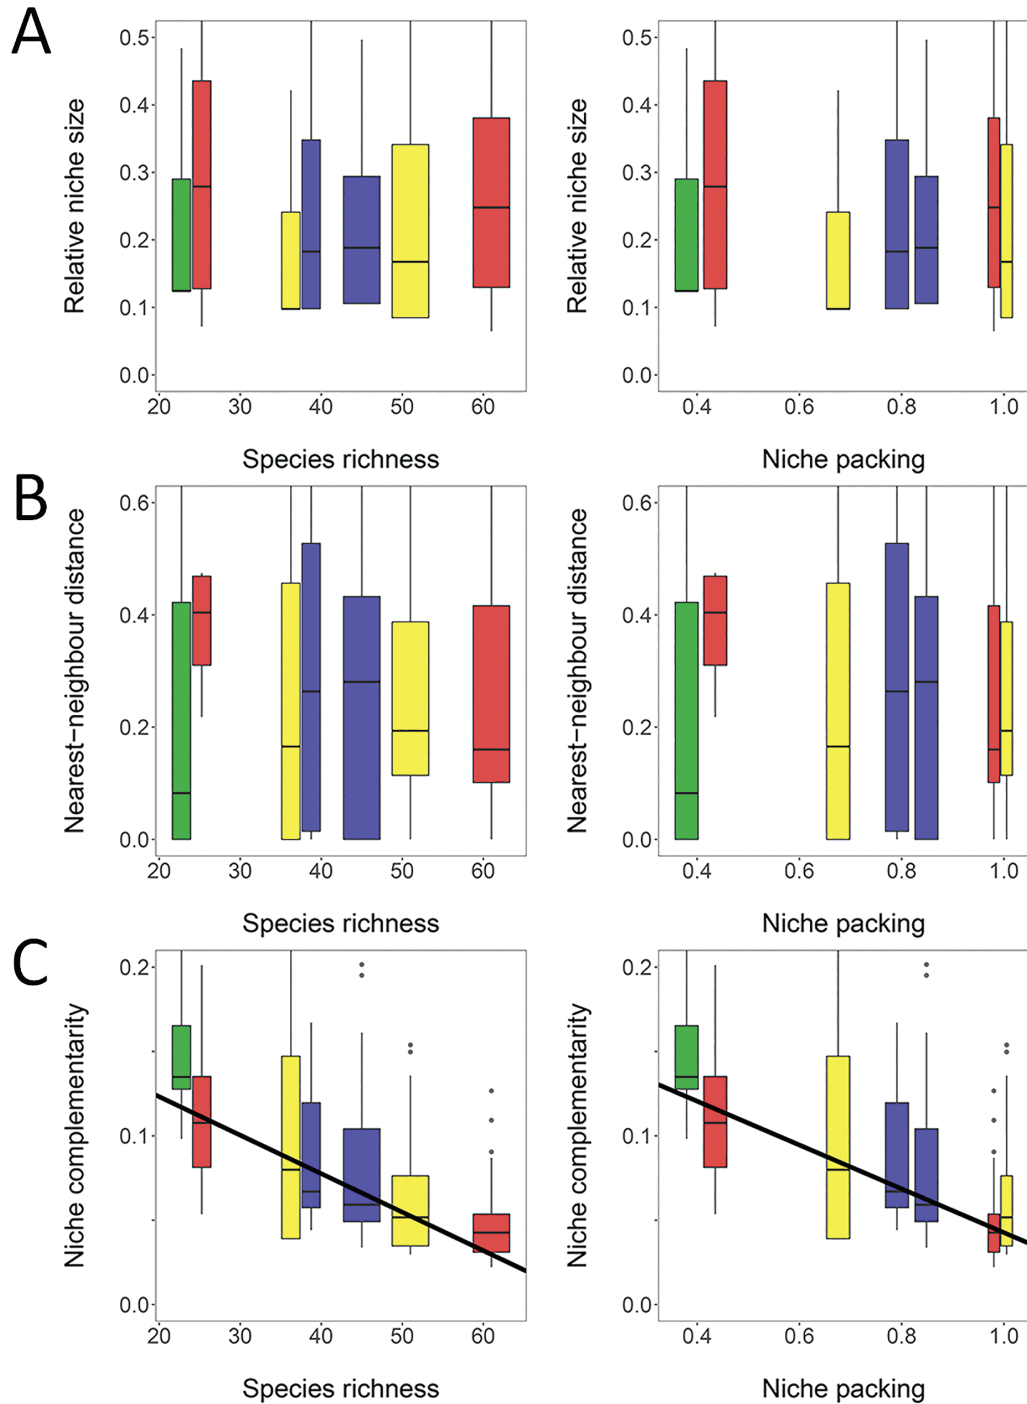 A
Relative niche size
0.5
0.4
0.3
0.2
0.1
0.0
20 30 40 50 60
Species richness
Relative niche size
0.5
0.4
0.3
0.2
0.1
0.0
0.4 0.6 0.8 1.0
Niche packing
B
Nearest−neighbour distance
0.6
0.4
0.2
0.0
20 30 40 50 60
Species richness
Nearest−neighbour distance
0.6
0.4
0.2
0.0
0.4 0.6 0.8 1.0
Niche packing
C
Niche complementarity
0.2
0.1
0.0
20 30 40 50 60
Species richness
Niche complementarity
0.2
0.1
0.0
0.4 0.6 0.8 1.0
Niche packing